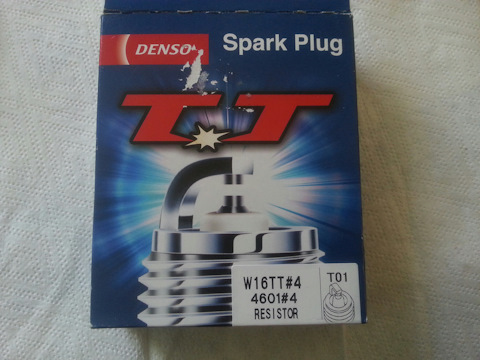 DENSO
Spark Plug
TT
W16TT#4
T01
4601#4
RESISTOR